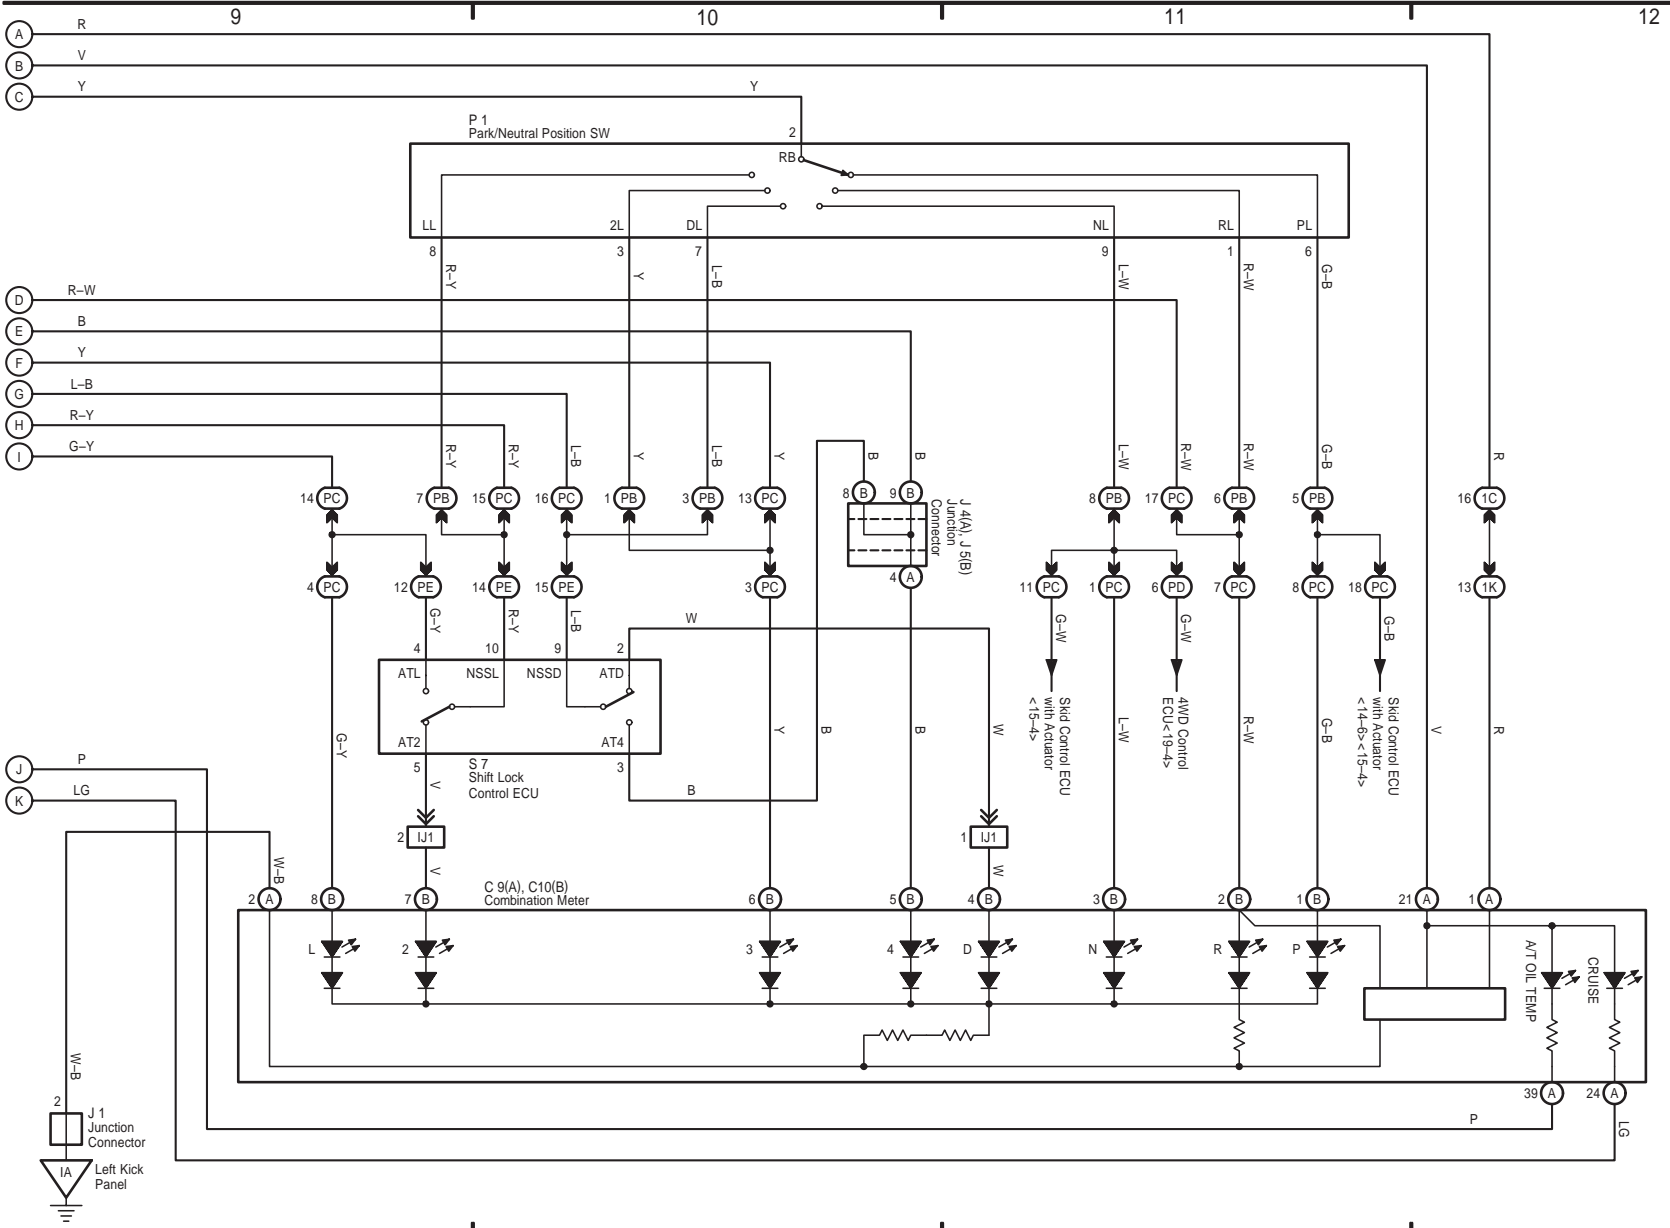 9 10 11 12
A R
B V
C Y Y
P 1
Park/Neutral Position SW 2
RB
LL 2L DL NL RL PL
8 3 7 9 1 6
R–Y Y L–B L–W R–W G–B
D R–W
E B
F Y
G L–B
H R–Y
I G–Y
R–Y R–Y L–B Y L–B Y B B L–W R–W R–W G–B R
14 PC 7 PB 15 PC 16 PC 1 PB 3 PB 13 PC 8 B 9 B 8 PB 17 PC 6 PB 5 PB 16 1C
J 4(A), J 5(B)
Junction
Connector
4 PC 12 PE 14 PE 15 PE 3 PC 4 A 11 PC 1 PC 6 PD 7 PC 8 PC 18 PC 13 1K
G–Y R–Y L–B W G–W G–W G–B
4 10 9 2
ATL NSSL NSSD ATD
Skid Control ECU
with Actuator
<15–4>
4WD Control
ECU<19–4>
Skid Control ECU
with Actuator
<14–6><15–4>
G–Y Y B B W L–W R–W G–B V R
AT2 AT4
5 3
S 7
Shift Lock
Control ECU
J P
K LG
V B
2 IJ1 1 IJ1
W–B V W
C 9(A), C10(B)
Combination Meter
2 A 8 B 7 B 6 B 5 B 4 B 3 B 2 B 1 B 21 A 1 A
L 2 3 4 D N R P
A/T OIL TEMP
CRUISE
W–B
39 A 24 A
2
J 1
Junction
Connector
P
LG
IA
Left Kick
Panel